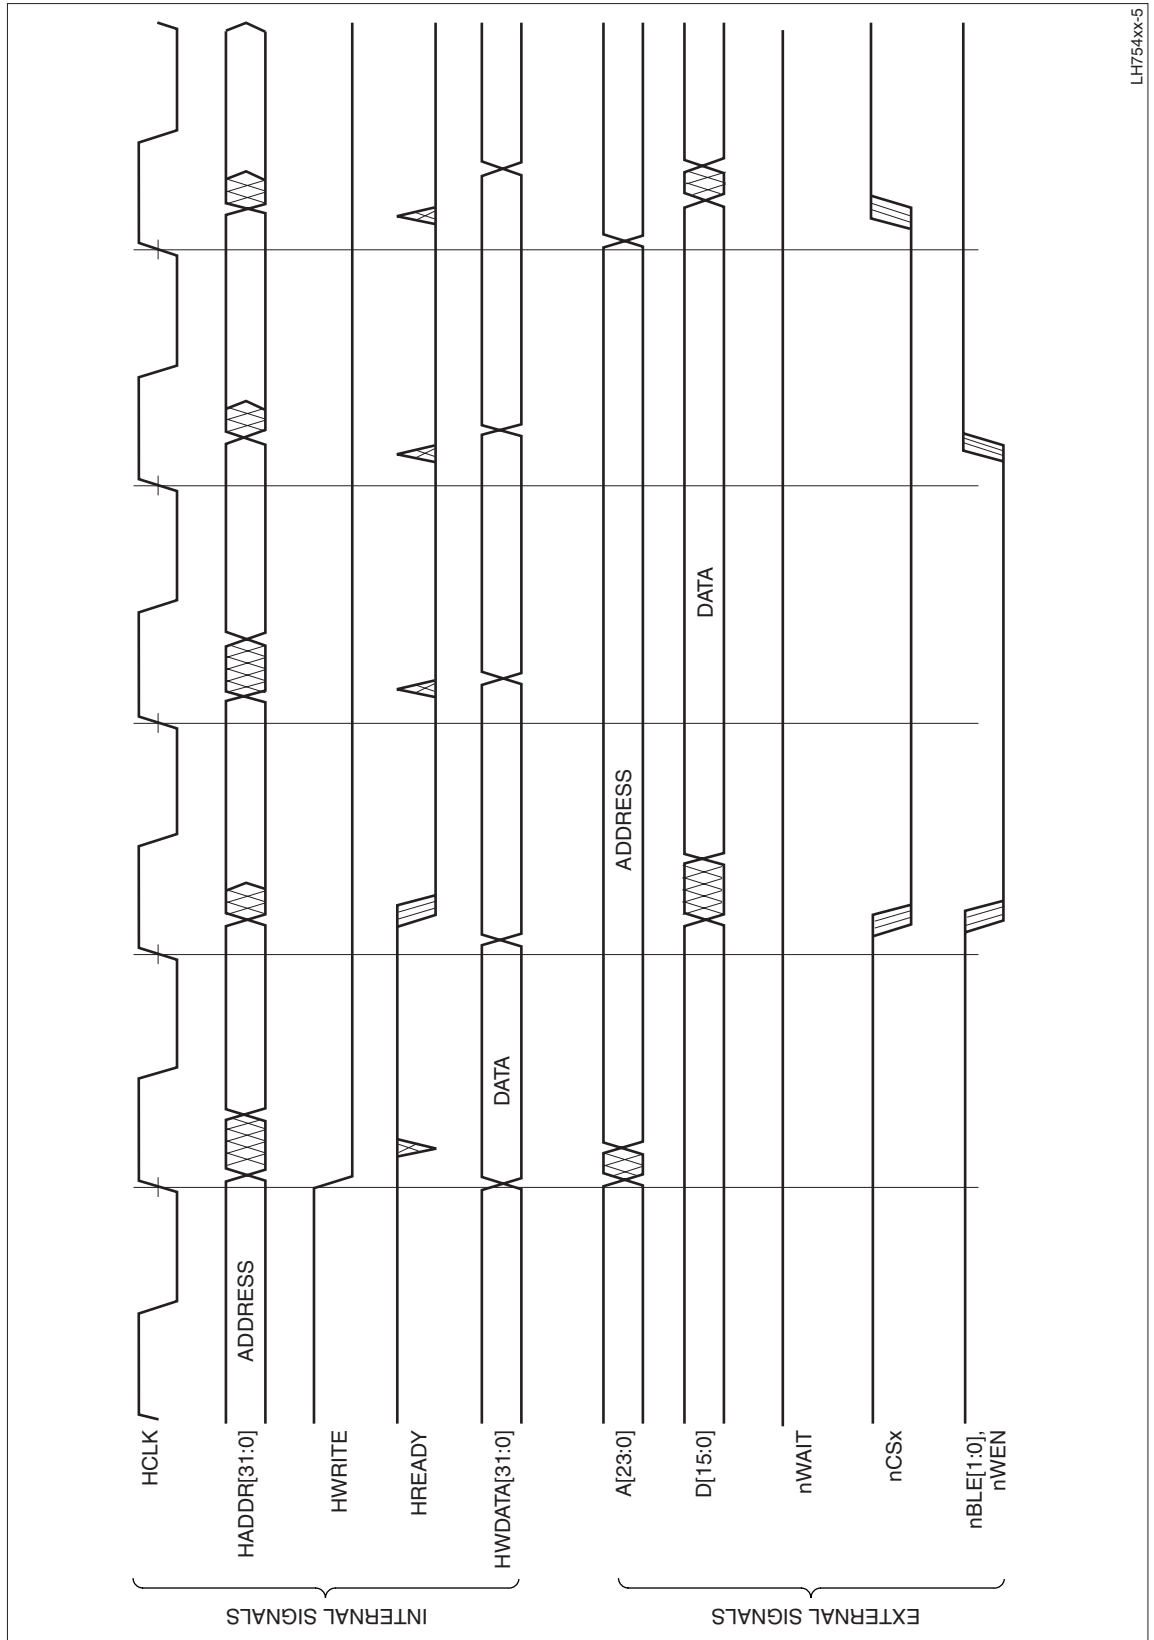 INTERNAL SIGNALS
HCLK
HADDR[31:0]
ADDRESS
HWRITE
HREADY
HWDATA[31:0]
DATA
EXTERNAL SIGNALS
A[23:0]
ADDRESS
D[15:0]
DATA
nWAIT
nCSx
nBLE[1:0],
nWEN
LH754xx-5